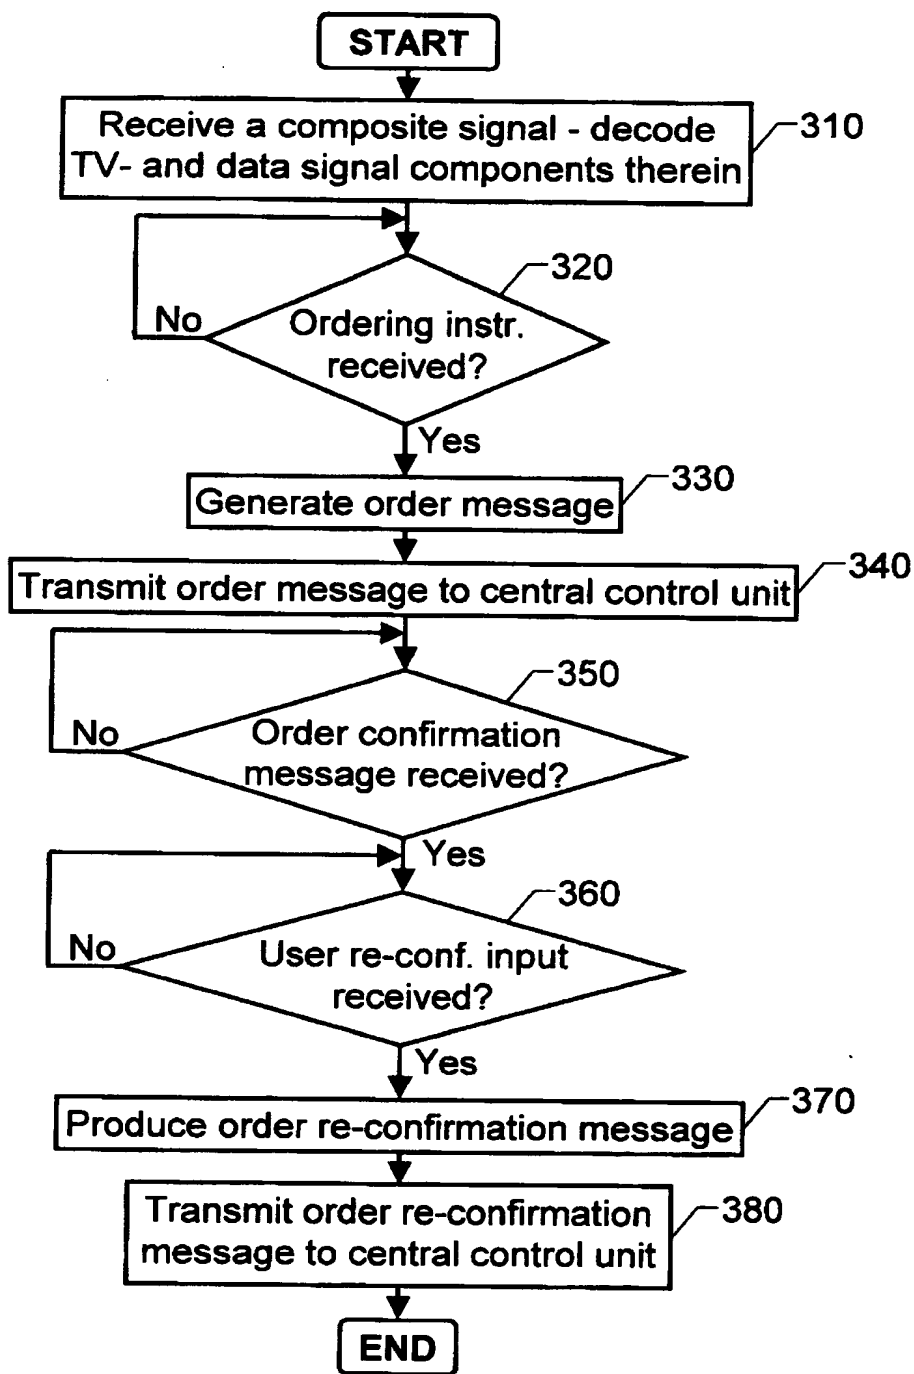 START
Receive a composite signal - decode
TV- and data signal components therein
310
320
No
Ordering instr.
received?
Yes
330
Generate order message
340
Transmit order message to central control unit
350
No
Order confirmation
message received?
Yes
360
No
User re-conf. input
received?
Yes
370
Produce order re-confirmation message
Transmit order re-confirmation
message to central control unit
380
END